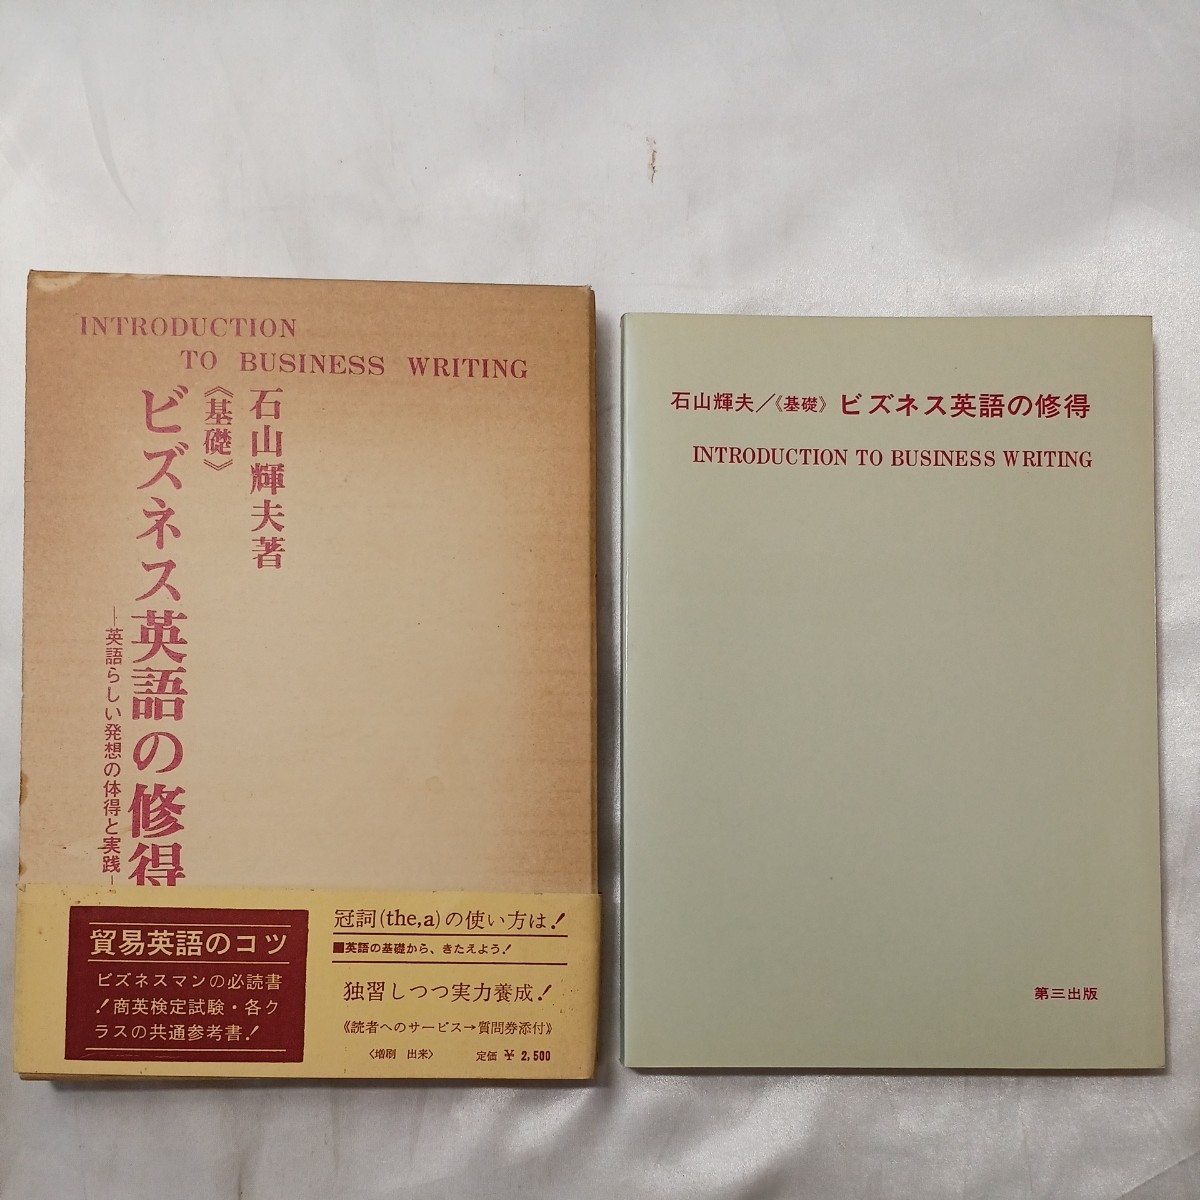 INTRODUCTION
TO BUSINESS WRITING
石山輝夫著
《基礎》
ビズネス英語の修得
─英語らしい発想の体得と実践─
貿易英語のコツ
ビズネスマンの必読書
!商英検定試験・各ク
ラスの共通参考書!
冠詞(the,a)の使い方は!
■英語の基礎から、きたえよう!
独習しつつ実力養成!
《読者へのサービス→質問券添付》
〈増刷 出来〉 定価 ¥ 2,500
石山輝夫/《基礎》 ビズネス英語の修得
INTRODUCTION TO BUSINESS WRITING
第三出版